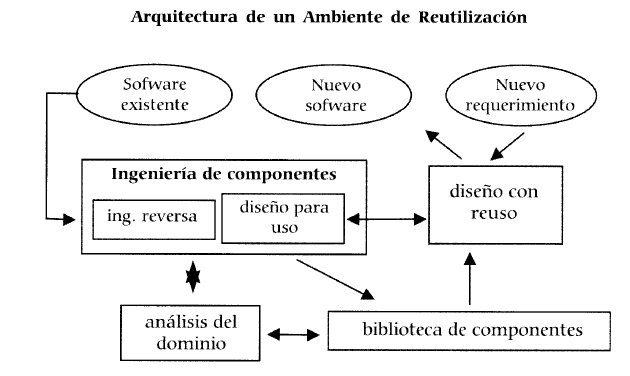 Arquitectura de un Ambiente de Reutilización
Sofware
existente
Nuevo
sofware
Nuevo
requerimiento
Ingeniería de componentes
ing. reversa
diseño para
uso
diseño con
reuso
análisis del
dominio
biblioteca de componentes